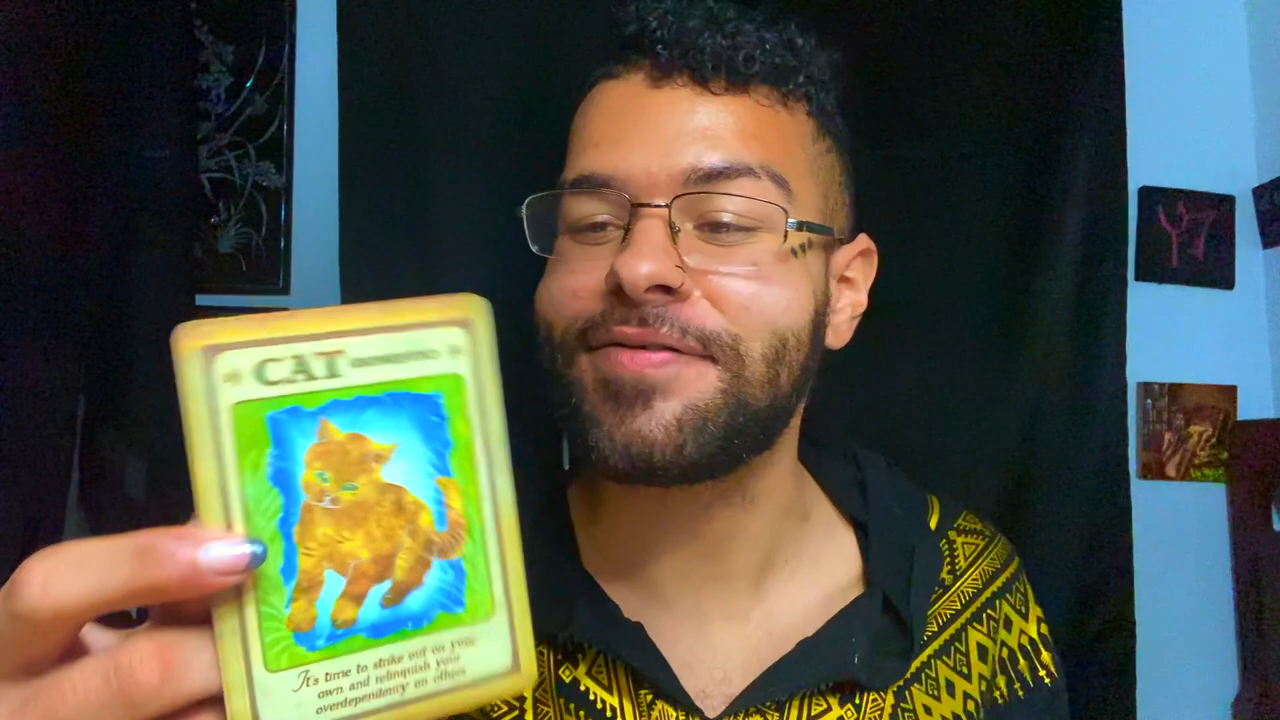 CAT
It's time to strike out on your
own and relinquish your
overdependency on others